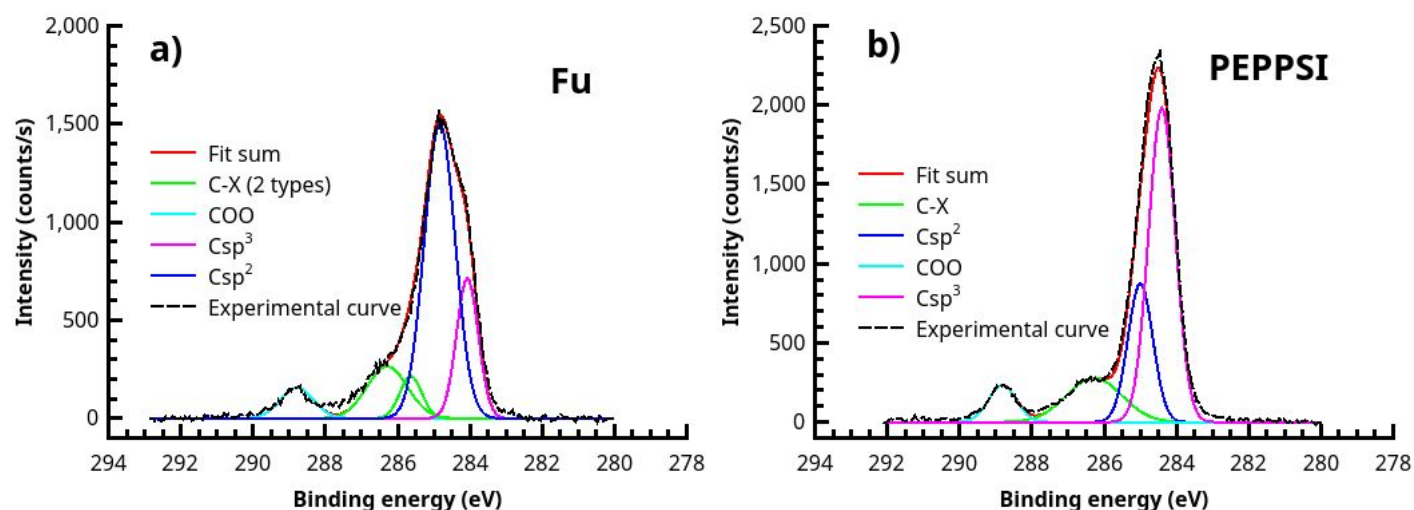 a)
Fu
2,000
1,500
1,000
500
0
Intensity (counts/s)
Fit sum
C-X (2 types)
COO
Csp³
Csp²
Experimental curve
294 292 290 288 286 284 282 280 278
Binding energy (eV)
b)
PEPPSI
2,500
2,000
1,500
1,000
500
0
Intensity (counts/s)
Fit sum
C-X
Csp²
COO
Csp³
Experimental curve
294 292 290 288 286 284 282 280 278
Binding energy (eV)